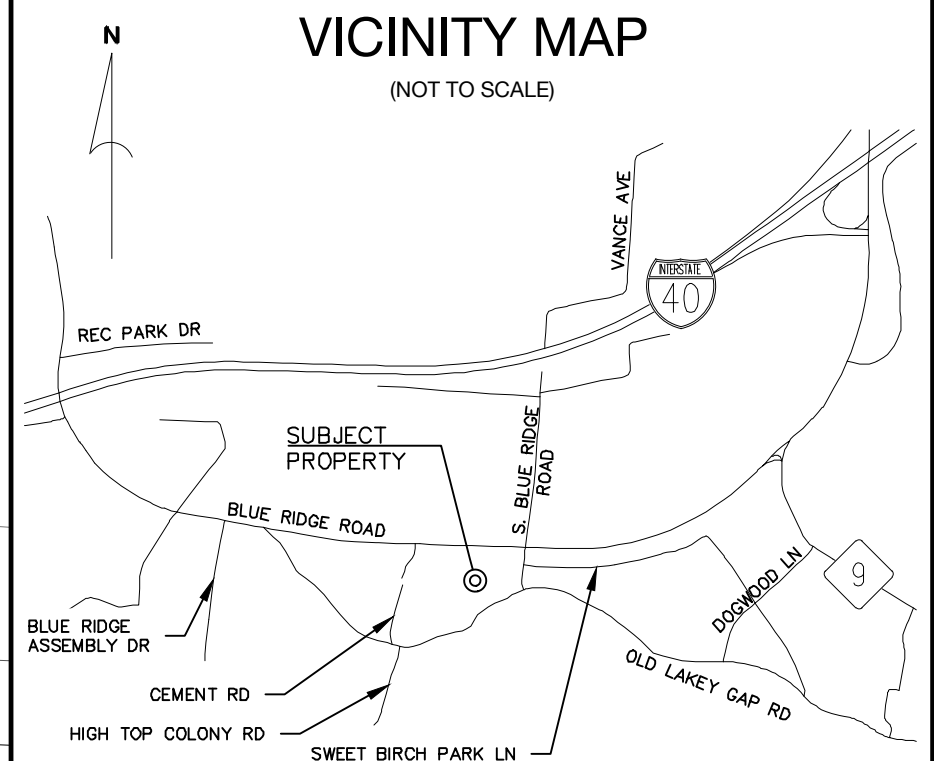 VICINITY MAP
(NOT TO SCALE)
N
VANCE AVE
INTERSTATE
40
REC PARK DR
SUBJECT
PROPERTY
S. BLUE RIDGE
ROAD
BLUE RIDGE ROAD
DOGWOOD LN
9
BLUE RIDGE
ASSEMBLY DR
OLD LAKEY GAP RD
CEMENT RD
HIGH TOP COLONY RD
SWEET BIRCH PARK LN